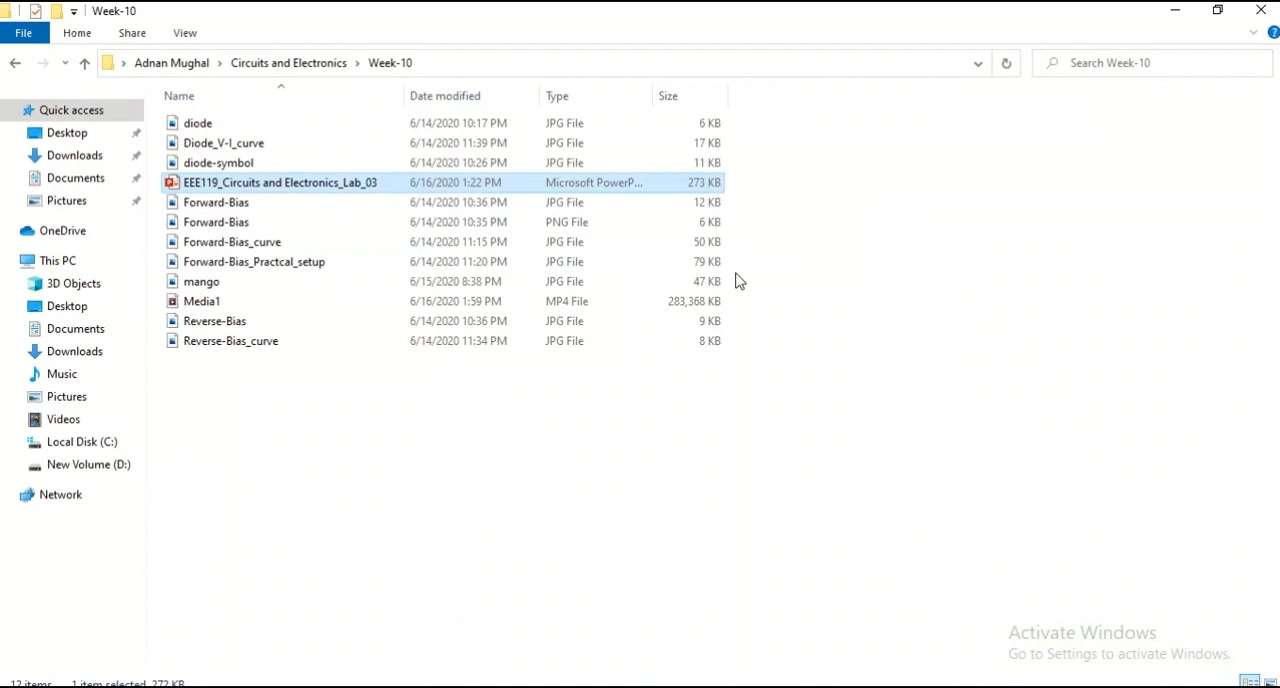 Week-10
File Home Share View
Adnan Mughal › Circuits and Electronics › Week-10
Search Week-10
Name Date modified Type Size
Quick access
Desktop
Downloads
Documents
Pictures
OneDrive
This PC
3D Objects
Desktop
Documents
Downloads
Music
Pictures
Videos
Local Disk (C:)
New Volume (D:)
Network
diode 6/14/2020 10:17 PM JPG File 6 KB
Diode_V-I_curve 6/14/2020 11:39 PM JPG File 17 KB
diode-symbol 6/14/2020 10:26 PM JPG File 11 KB
EEE119_Circuits and Electronics_Lab_03 6/16/2020 1:22 PM Microsoft PowerP... 273 KB
Forward-Bias 6/14/2020 10:36 PM JPG File 12 KB
Forward-Bias 6/14/2020 10:35 PM PNG File 6 KB
Forward-Bias_curve 6/14/2020 11:15 PM JPG File 50 KB
Forward-Bias_Practcal_setup 6/14/2020 11:20 PM JPG File 79 KB
mango 6/15/2020 8:38 PM JPG File 47 KB
Media1 6/16/2020 1:59 PM MP4 File 283,368 KB
Reverse-Bias 6/14/2020 10:36 PM JPG File 9 KB
Reverse-Bias_curve 6/14/2020 11:34 PM JPG File 8 KB
Activate Windows
Go to Settings to activate Windows.
12 items 1 item selected 272 KB